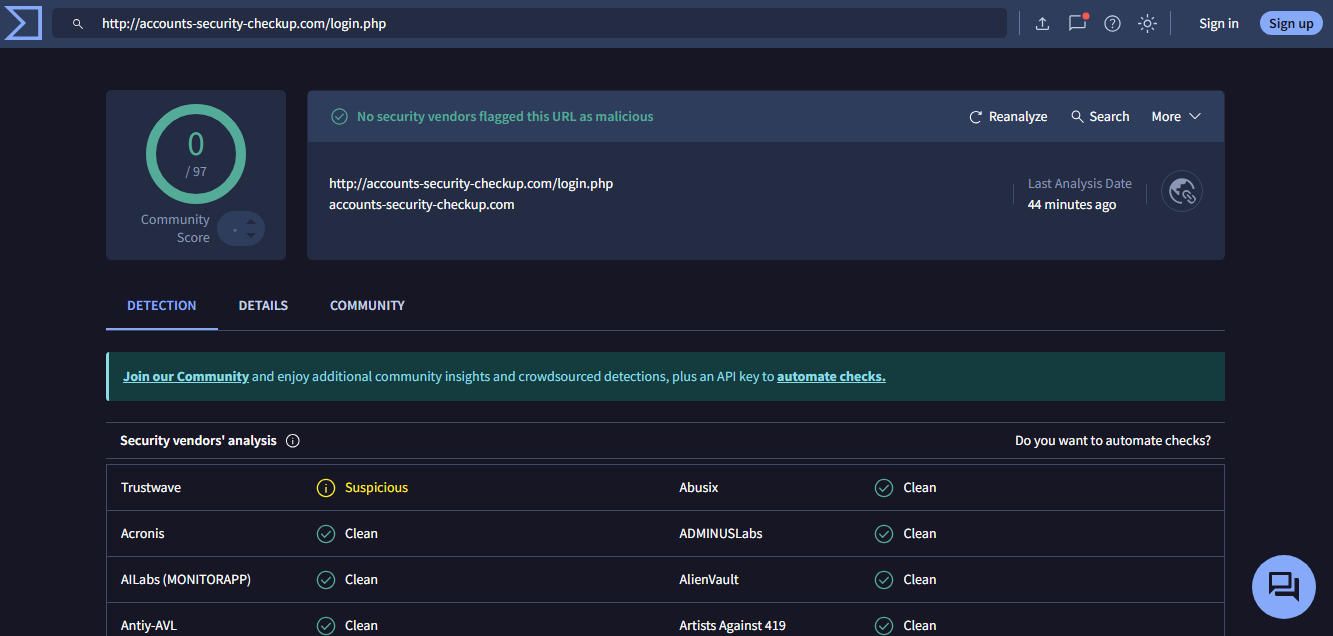 http://accounts-security-checkup.com/login.php
Sign in
Sign up
0
/ 97
Community
Score
No security vendors flagged this URL as malicious
Reanalyze
Search
More
http://accounts-security-checkup.com/login.php
accounts-security-checkup.com
Last Analysis Date
44 minutes ago
DETECTION
DETAILS
COMMUNITY
Join our Community and enjoy additional community insights and crowdsourced detections, plus an API key to automate checks.
Security vendors' analysis
Do you want to automate checks?
Trustwave
Suspicious
Abusix
Clean
Acronis
Clean
ADMINUSLabs
Clean
AILabs (MONITORAPP)
Clean
AlienVault
Clean
Antiy-AVL
Clean
Artists Against 419
Clean